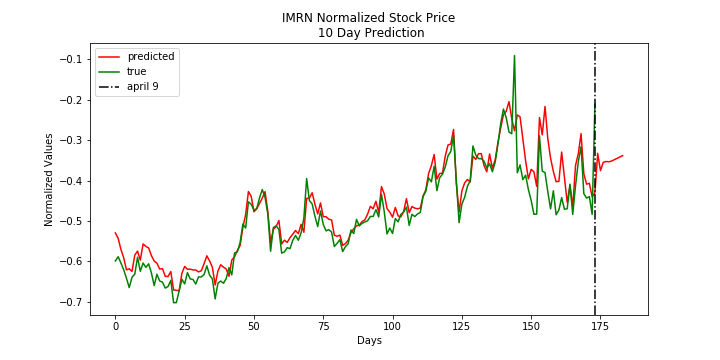 IMRN Normalized Stock Price
10 Day Prediction
predicted
true
april 9
Normalized Values
−0.1
−0.2
−0.3
−0.4
−0.5
−0.6
−0.7
0 25 50 75 100 125 150 175
Days